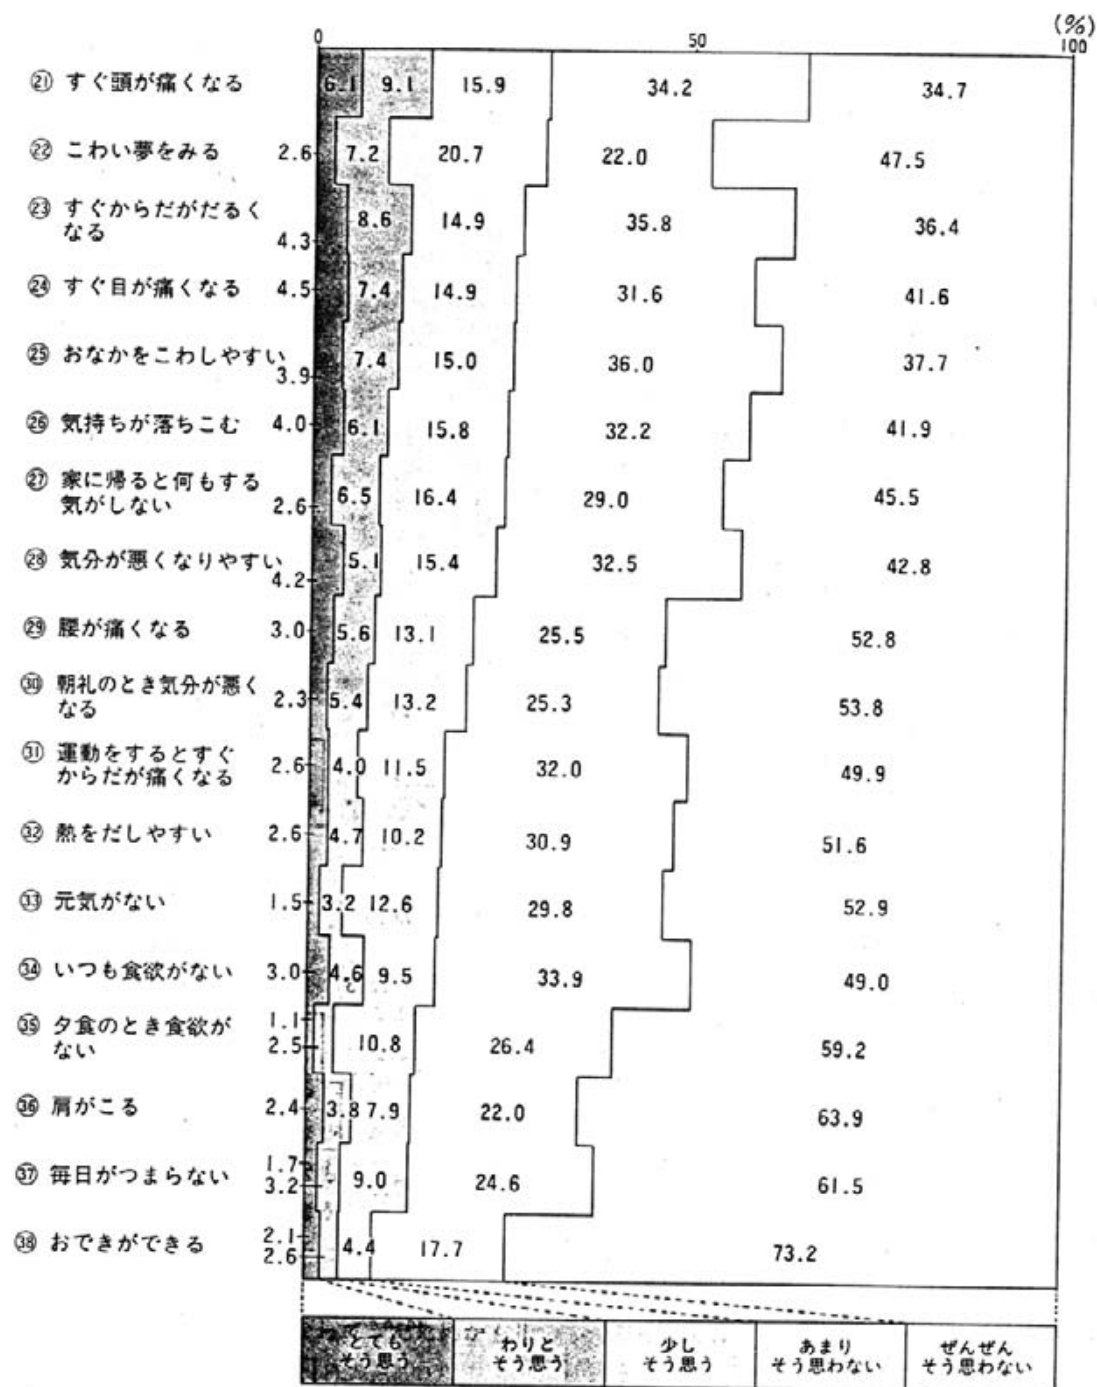 (%)
0 50 100
㉑ すぐ頭が痛くなる 6.1 9.1 15.9 34.2 34.7
㉒ こわい夢をみる 2.6 7.2 20.7 22.0 47.5
㉓ すぐからだがだるく
なる 4.3 8.6 14.9 35.8 36.4
㉔ すぐ目が痛くなる 4.5 7.4 14.9 31.6 41.6
㉕ おなかをこわしやすい 3.9 7.4 15.0 36.0 37.7
㉖ 気持ちが落ちこむ 4.0 6.1 15.8 32.2 41.9
㉗ 家に帰ると何もする
気がしない 2.6 6.5 16.4 29.0 45.5
㉘ 気分が悪くなりやすい 4.2 5.1 15.4 32.5 42.8
㉙ 腰が痛くなる 3.0 5.6 13.1 25.5 52.8
㉚ 朝礼のとき気分が悪く
なる 2.3 5.4 13.2 25.3 53.8
㉛ 運動をするとすぐ
からだが痛くなる 2.6 4.0 11.5 32.0 49.9
㉜ 熱をだしやすい 2.6 4.7 10.2 30.9 51.6
㉝ 元気がない 1.5 3.2 12.6 29.8 52.9
㉞ いつも食欲がない 3.0 4.6 9.5 33.9 49.0
㉟ 夕食のとき食欲が
ない 1.1 2.5 10.8 26.4 59.2
㊱ 肩がこる 2.4 3.8 7.9 22.0 63.9
㊲ 毎日がつまらない 1.7 3.2 9.0 24.6 61.5
㊳ おできができる 2.1 2.6 4.4 17.7 73.2
とても わりと 少し あまり ぜんぜん
そう思う そう思う そう思う そう思わない そう思わない